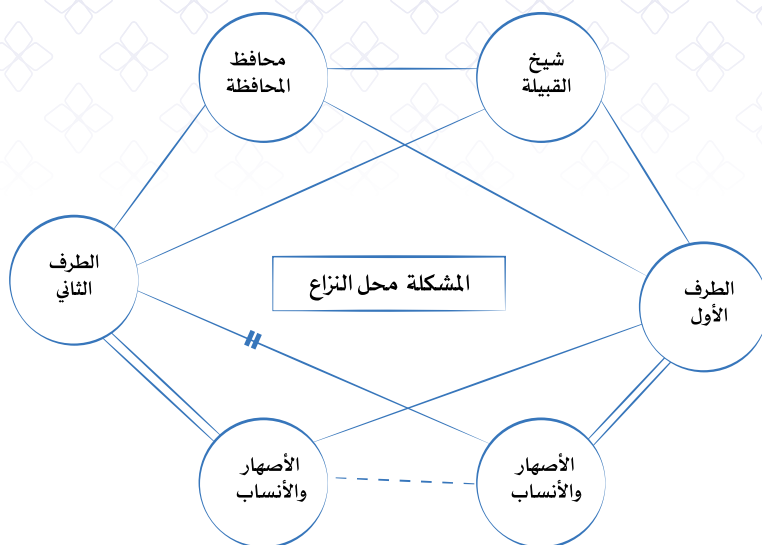 شيخ
القبيلة
محافظ
المحافظة
الطرف
الأول
المشكلة محل النزاع
الطرف
الثاني
الأصهار
والأنساب
الأصهار
والأنساب